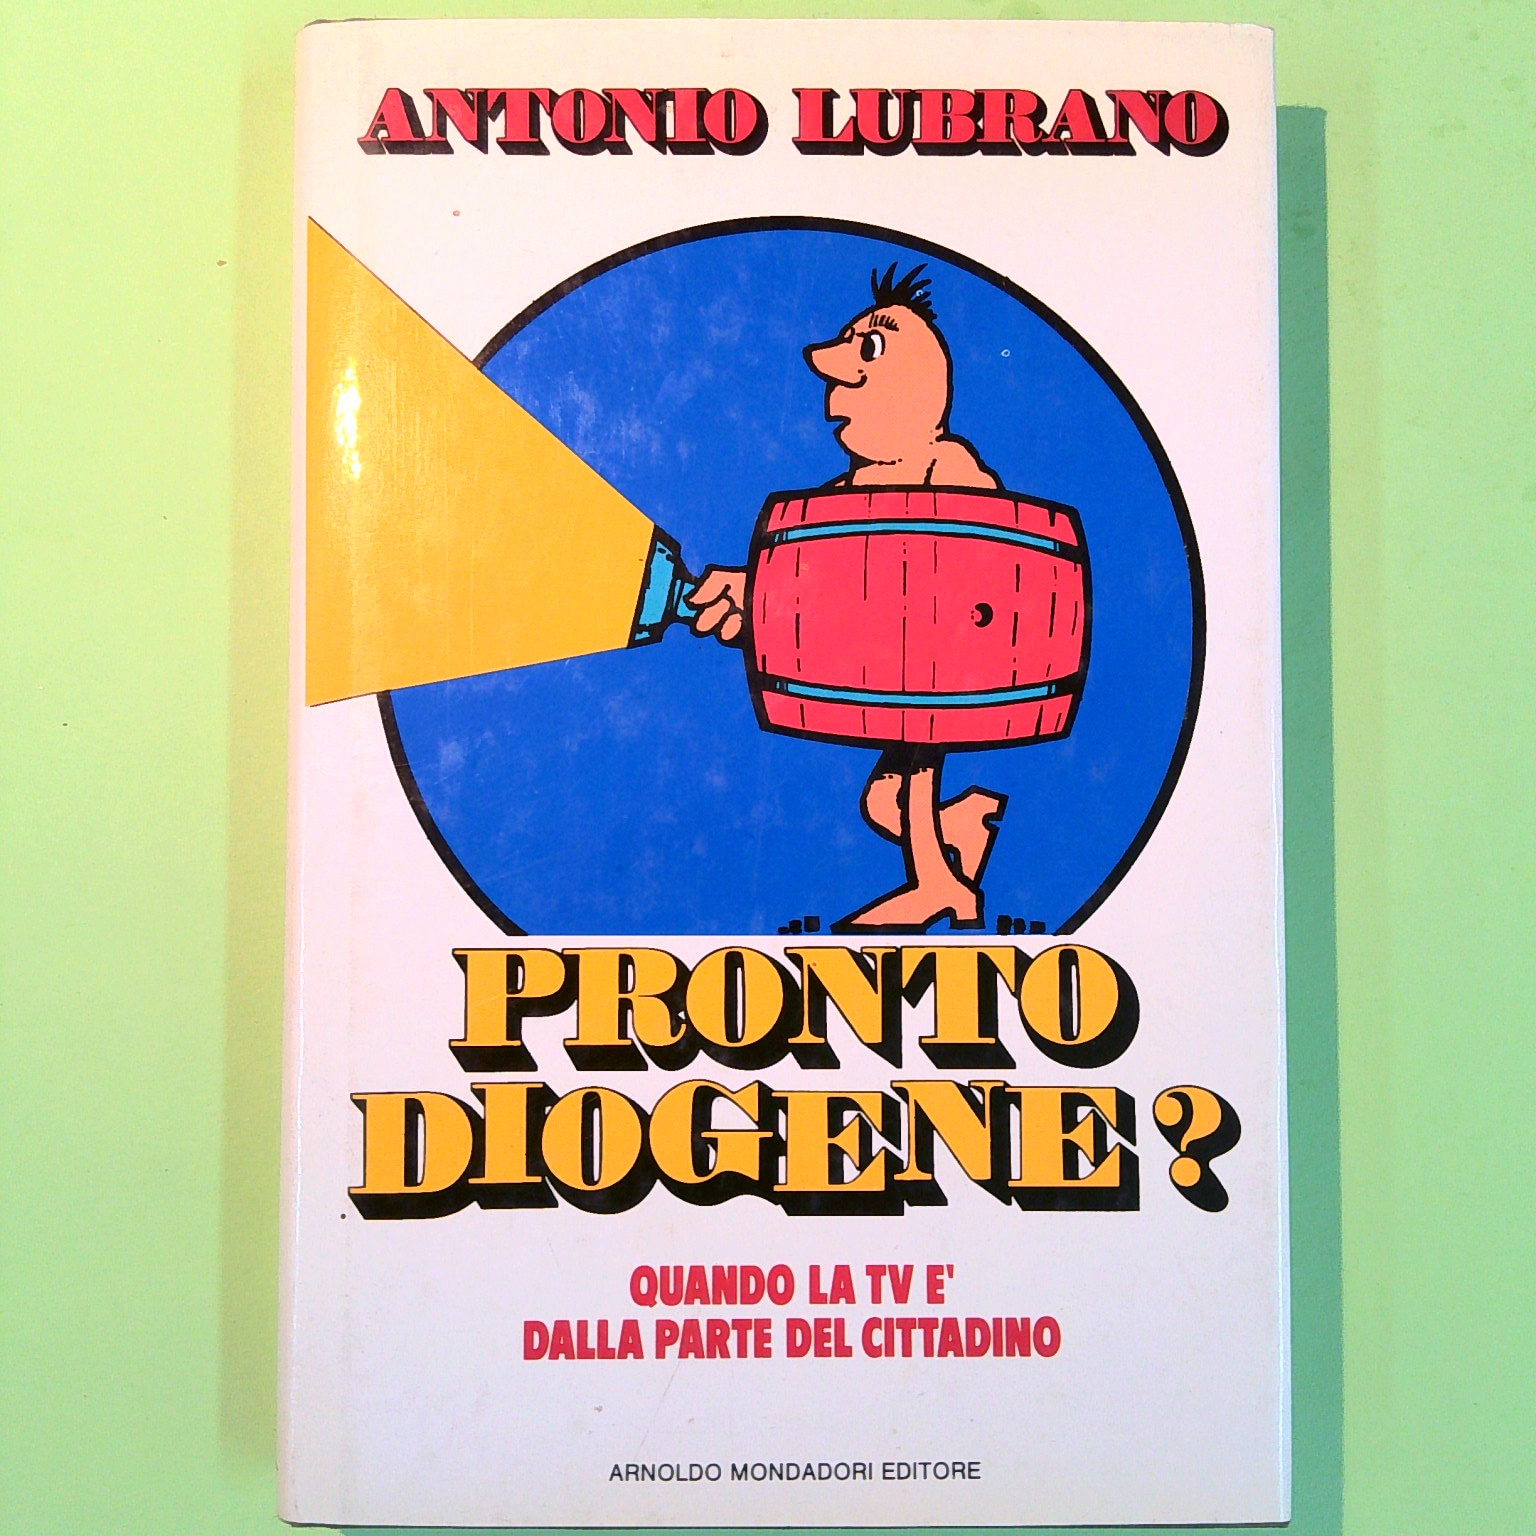 ANTONIO LUBRANO
PRONTO
DIOGENE?
QUANDO LA TV E'
DALLA PARTE DEL CITTADINO
ARNOLDO MONDADORI EDITORE